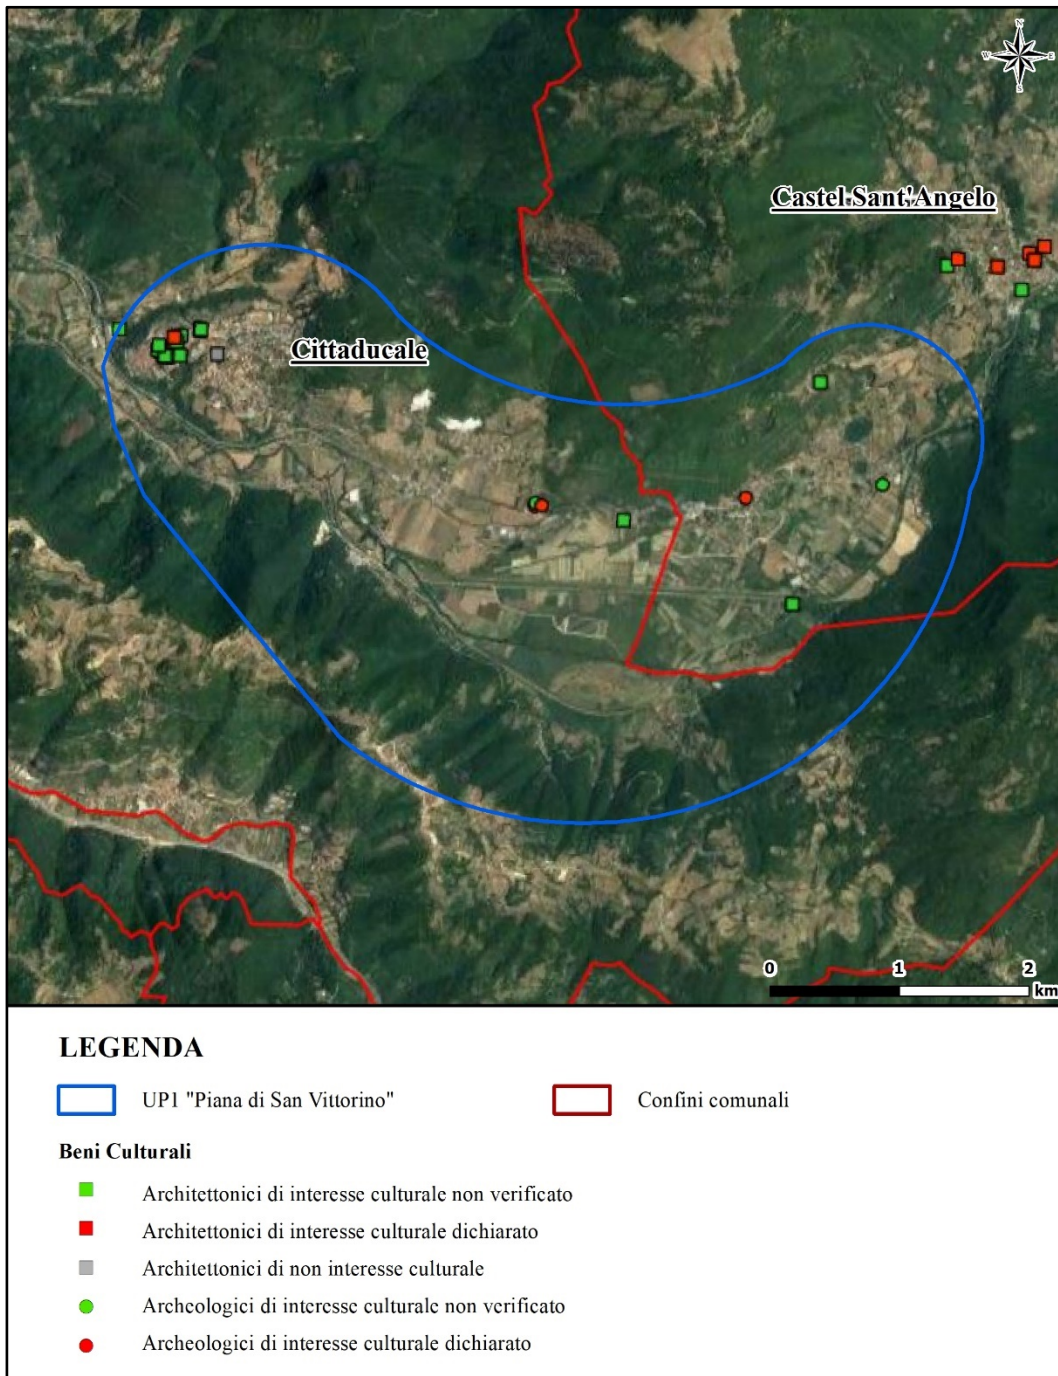 N
W E
S
Castel Sant'Angelo
Cittaducale
0 1 2
km
LEGENDA
UP1 "Piana di San Vittorino"
Confini comunali
Beni Culturali
Architettonici di interesse culturale non verificato
Architettonici di interesse culturale dichiarato
Architettonici di non interesse culturale
Archeologici di interesse culturale non verificato
Archeologici di interesse culturale dichiarato